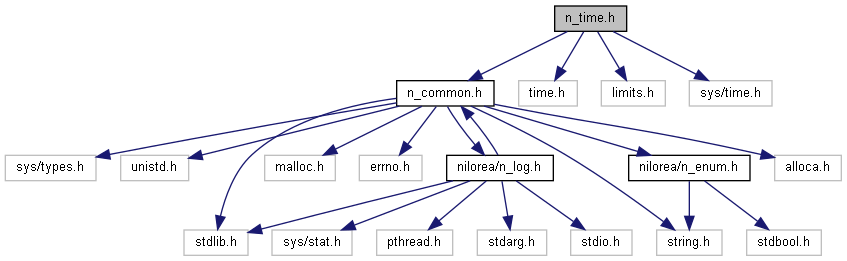 n_time.h
n_common.h
time.h
limits.h
sys/time.h
sys/types.h
unistd.h
malloc.h
errno.h
nilorea/n_log.h
nilorea/n_enum.h
alloca.h
stdlib.h
sys/stat.h
pthread.h
stdarg.h
stdio.h
string.h
stdbool.h